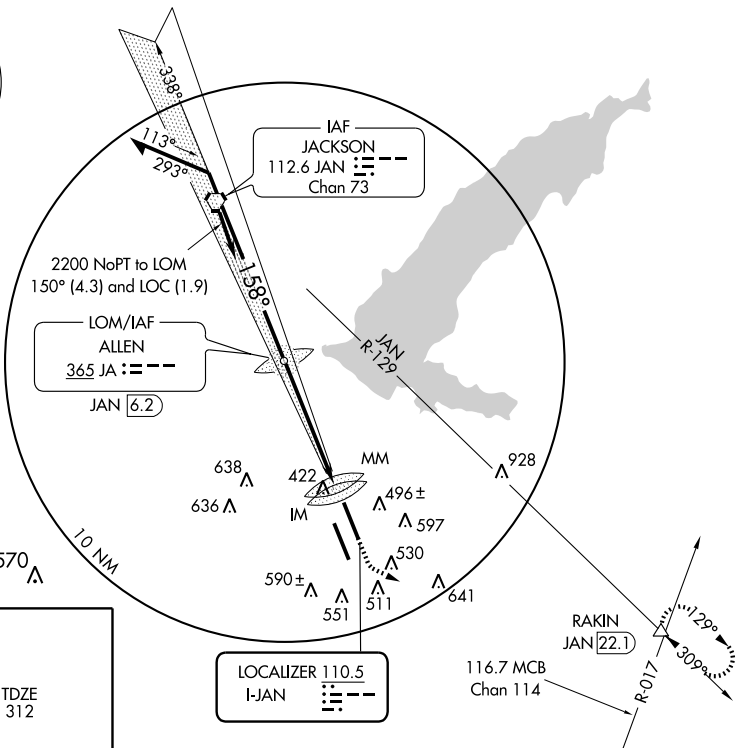 338°
113°
293°
IAF
JACKSON
112.6 JAN
Chan 73
2200 NoPT to LOM
150° (4.3) and LOC (1.9)
158°
LOM/IAF
ALLEN
365 JA
JAN 6.2
JAN
R-129
MM
928
638
422
636
IM
496±
597
10 NM
530
570
590±
551
511
641
RAKIN
JAN 22.1
129°
309°
R-017
116.7 MCB
Chan 114
LOCALIZER 110.5
I-JAN
TDZE
312